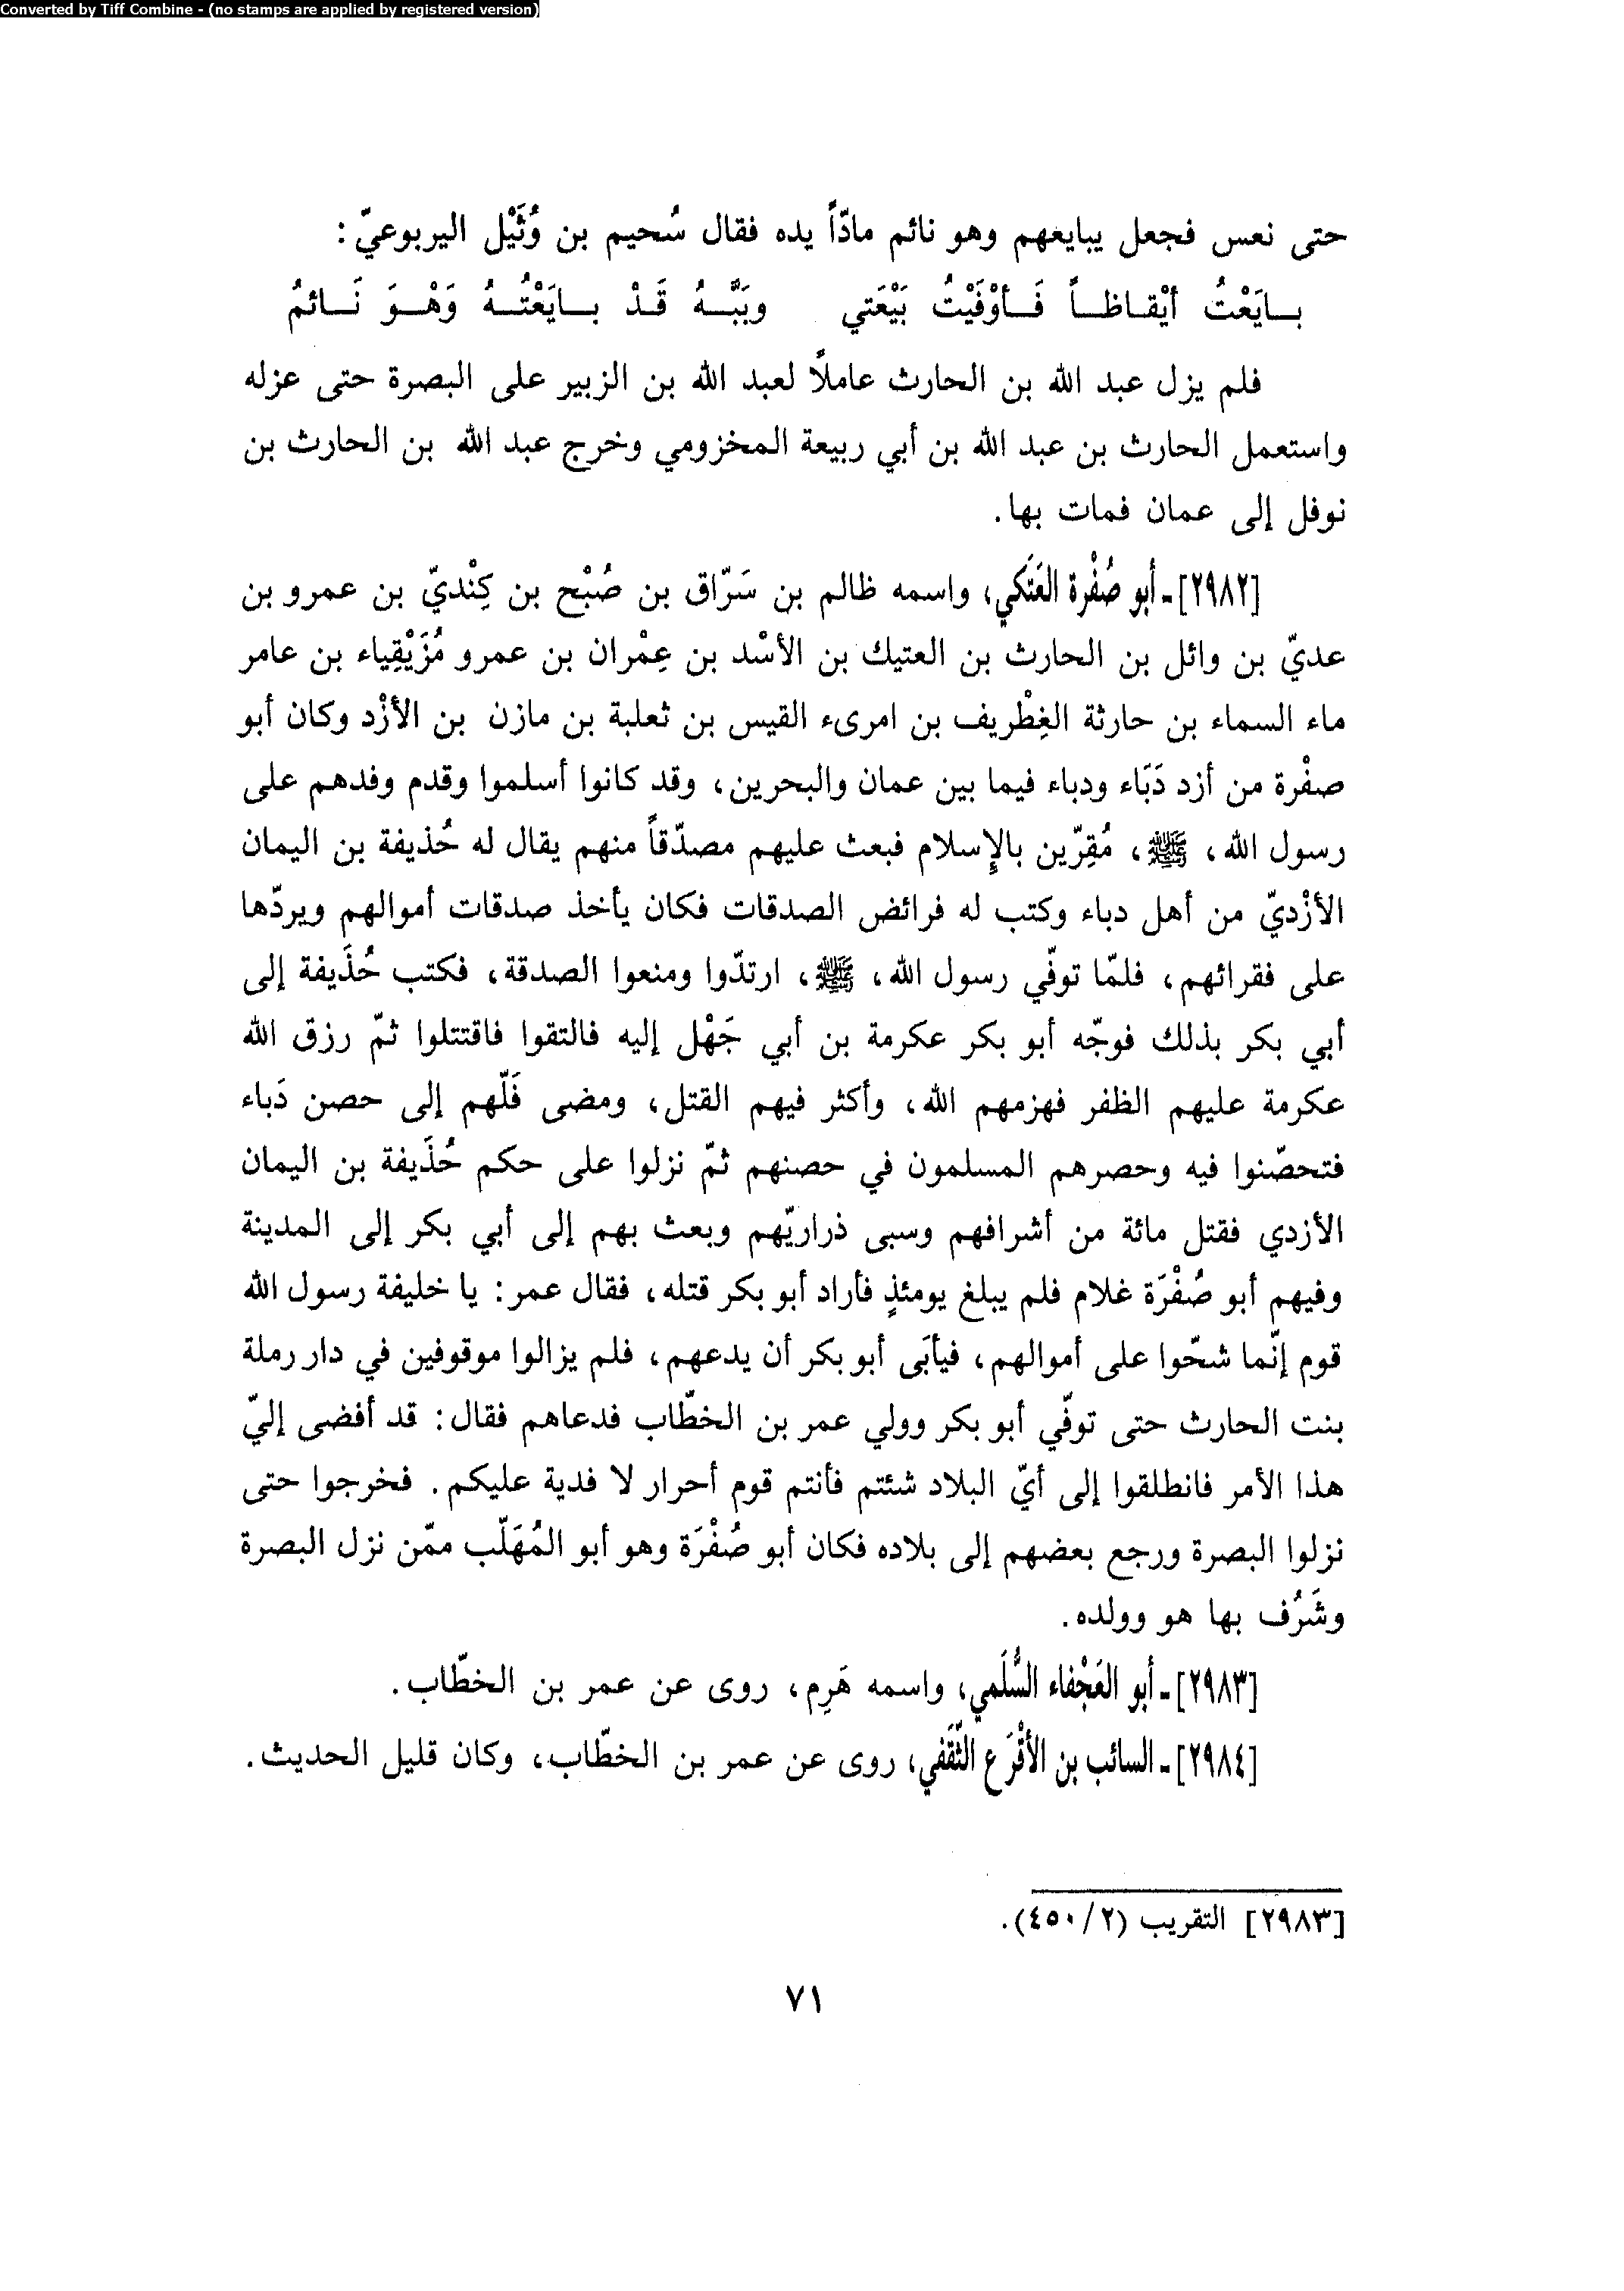 Converted by Tiff Combine - (no stamps are applied by registered version)
حتى نعس فجعل يبايعهم وهو نائم مادّاً يده فقال سُحيم بن وُثَيْل اليربوعيّ:
بـايَعْتُ أيْقـاظـاً فَـأوْفَيْتُ بَيْعَتي وبَبَّـهُ قَـدْ بـايَعْتُـهُ وَهْـوَ نَـائمُ
فلم يزل عبد الله بن الحارث عاملاً لعبد الله بن الزبير على البصرة حتى عزله
واستعمل الحارث بن عبد الله بن أبي ربيعة المخزومي وخرج عبد الله بن الحارث بن
نوفل إلى عمان فمات بها.
[٢٩٨٢] ـ أبو صُفْرة العَتَكي، واسمه ظالم بن سَرّاق بن صُبْح بن كِنْديّ بن عمرو بن
عديّ بن وائل بن الحارث بن العتيك بن الأسْد بن عِمْران بن عمرو مُزَيْقِياء بن عامر
ماء السماء بن حارثة الغِطْريف بن امرىء القيس بن ثعلبة بن مازن بن الأزْد وكان أبو
صفْرة من أزد دَبَاء ودباء فيما بين عمان والبحرين، وقد كانوا أسلموا وقدم وفدهم على
رسول الله، ﷺ، مُقِرّين بالإسلام فبعث عليهم مصدّقاً منهم يقال له حُذيفة بن اليمان
الأزْديّ من أهل دباء وكتب له فرائض الصدقات فكان يأخذ صدقات أموالهم ويردّها
على فقرائهم، فلمّا توفّي رسول الله، ﷺ، ارتدّوا ومنعوا الصدقة، فكتب حُذَيفة إلى
أبي بكر بذلك فوجّه أبو بكر عكرمة بن أبي جَهْل إليه فالتقوا فاقتتلوا ثمّ رزق الله
عكرمة عليهم الظفر فهزمهم الله، وأكثر فيهم القتل، ومضى فَلّهم إلى حصن دَباء
فتحصّنوا فيه وحصرهم المسلمون في حصنهم ثمّ نزلوا على حكم حُذَيفة بن اليمان
الأزدي فقتل مائة من أشرافهم وسبى ذراريّهم وبعث بهم إلى أبي بكر إلى المدينة
وفيهم أبو صُفْرَة غلام فلم يبلغ يومئذٍ فأراد أبو بكر قتله، فقال عمر: يا خليفة رسول الله
قوم إنّما شحّوا على أموالهم، فيأبَى أبو بكر أن يدعهم، فلم يزالوا موقوفين في دار رملة
بنت الحارث حتى توفّي أبو بكر وولي عمر بن الخطّاب فدعاهم فقال: قد أفضى إليّ
هذا الأمر فانطلقوا إلى أيّ البلاد شئتم فأنتم قوم أحرار لا فدية عليكم. فخرجوا حتى
نزلوا البصرة ورجع بعضهم إلى بلاده فكان أبو صُفْرَة وهو أبو المُهَلّب ممّن نزل البصرة
وشَرُف بها هو وولده.
[٢٩٨٣] ـ أبو العَجْفاء السُّلَمي، واسمه هَرِم، روى عن عمر بن الخطّاب.
[٢٩٨٤] ـ السائب بن الأقْرَع الثّقَفي، روى عن عمر بن الخطّاب، وكان قليل الحديث.
[٢٩٨٣] التقريب (٢/ ٤٥٠).
٧١